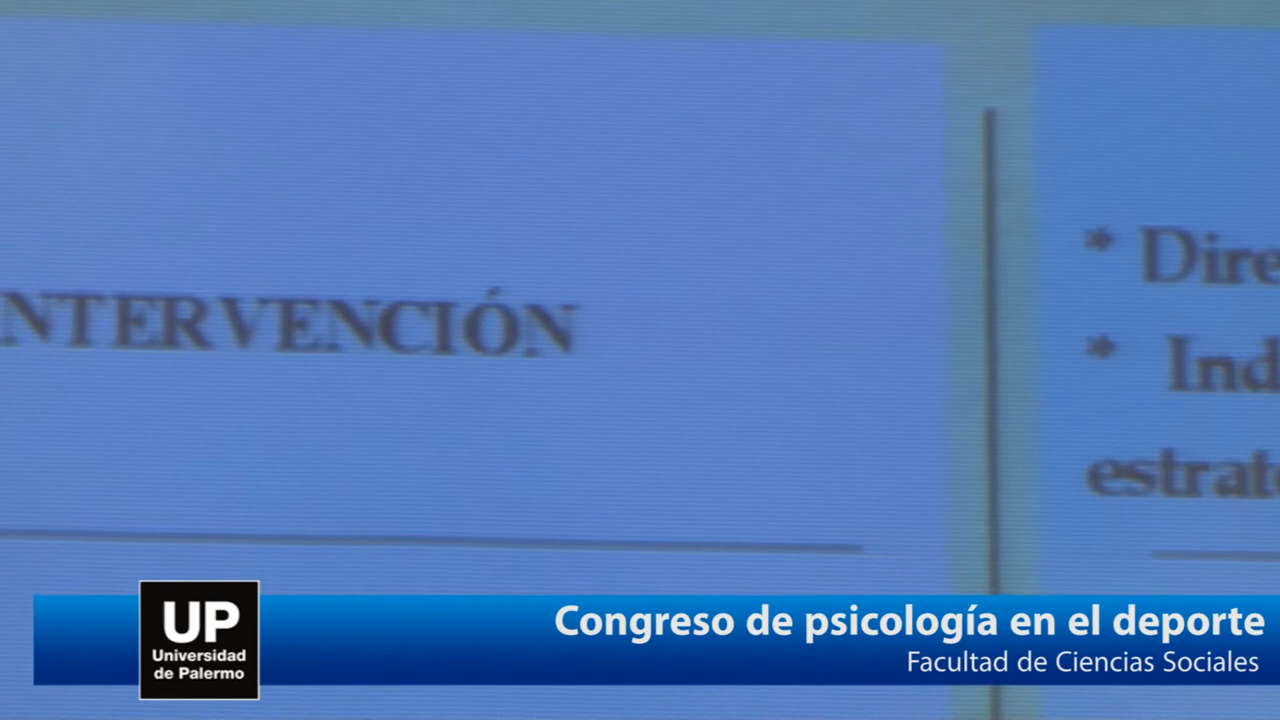 NTERVENCIÓN
* Dire
* Ind
estrat
UP
Universidad
de Palermo
Congreso de psicología en el deporte
Facultad de Ciencias Sociales